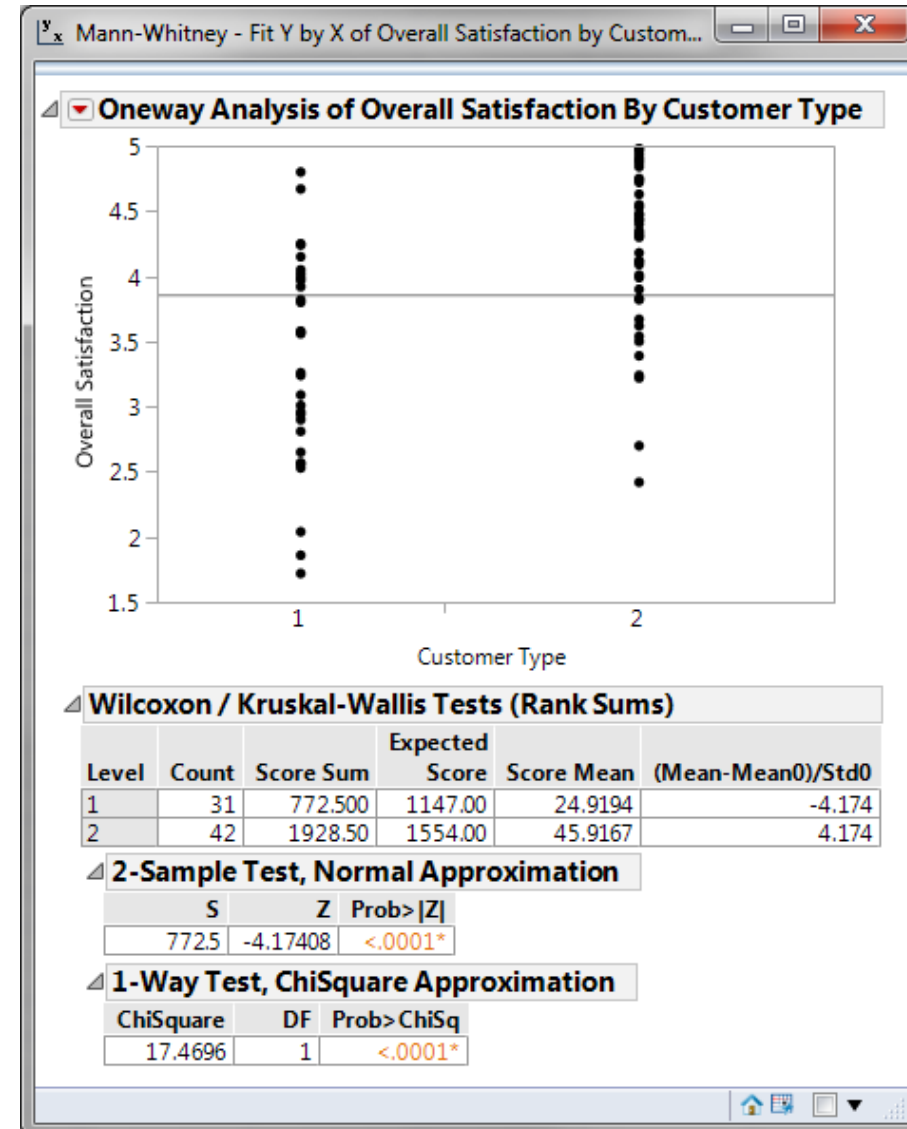 Mann-Whitney - Fit Y by X of Overall Satisfaction by Custom...
Oneway Analysis of Overall Satisfaction By Customer Type
5
4.5
4
3.5
3
2.5
2
1.5
Overall Satisfaction
1 2
Customer Type
Wilcoxon / Kruskal-Wallis Tests (Rank Sums)
Expected
Level Count Score Sum Score Score Mean (Mean-Mean0)/Std0
1 31 772.500 1147.00 24.9194 -4.174
2 42 1928.50 1554.00 45.9167 4.174
2-Sample Test, Normal Approximation
S Z Prob>|Z|
772.5 -4.17408 <.0001*
1-Way Test, ChiSquare Approximation
ChiSquare DF Prob>ChiSq
17.4696 1 <.0001*